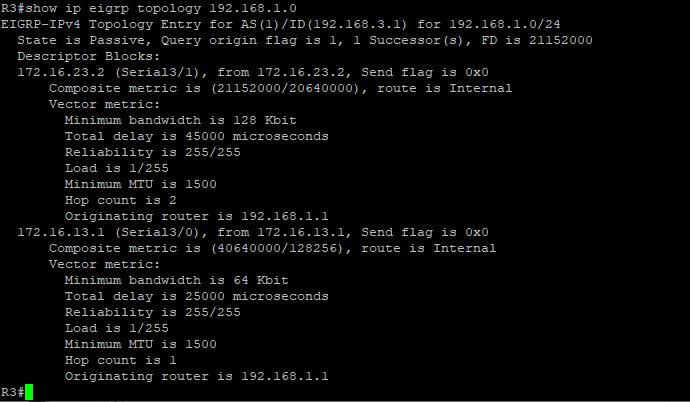 R3#show ip eigrp topology 192.168.1.0
EIGRP-IPv4 Topology Entry for AS(1)/ID(192.168.3.1) for 192.168.1.0/24
  State is Passive, Query origin flag is 1, 1 Successor(s), FD is 21152000
  Descriptor Blocks:
  172.16.23.2 (Serial3/1), from 172.16.23.2, Send flag is 0x0
      Composite metric is (21152000/20640000), route is Internal
      Vector metric:
        Minimum bandwidth is 128 Kbit
        Total delay is 45000 microseconds
        Reliability is 255/255
        Load is 1/255
        Minimum MTU is 1500
        Hop count is 2
        Originating router is 192.168.1.1
  172.16.13.1 (Serial3/0), from 172.16.13.1, Send flag is 0x0
      Composite metric is (40640000/128256), route is Internal
      Vector metric:
        Minimum bandwidth is 64 Kbit
        Total delay is 25000 microseconds
        Reliability is 255/255
        Load is 1/255
        Minimum MTU is 1500
        Hop count is 1
        Originating router is 192.168.1.1
R3#